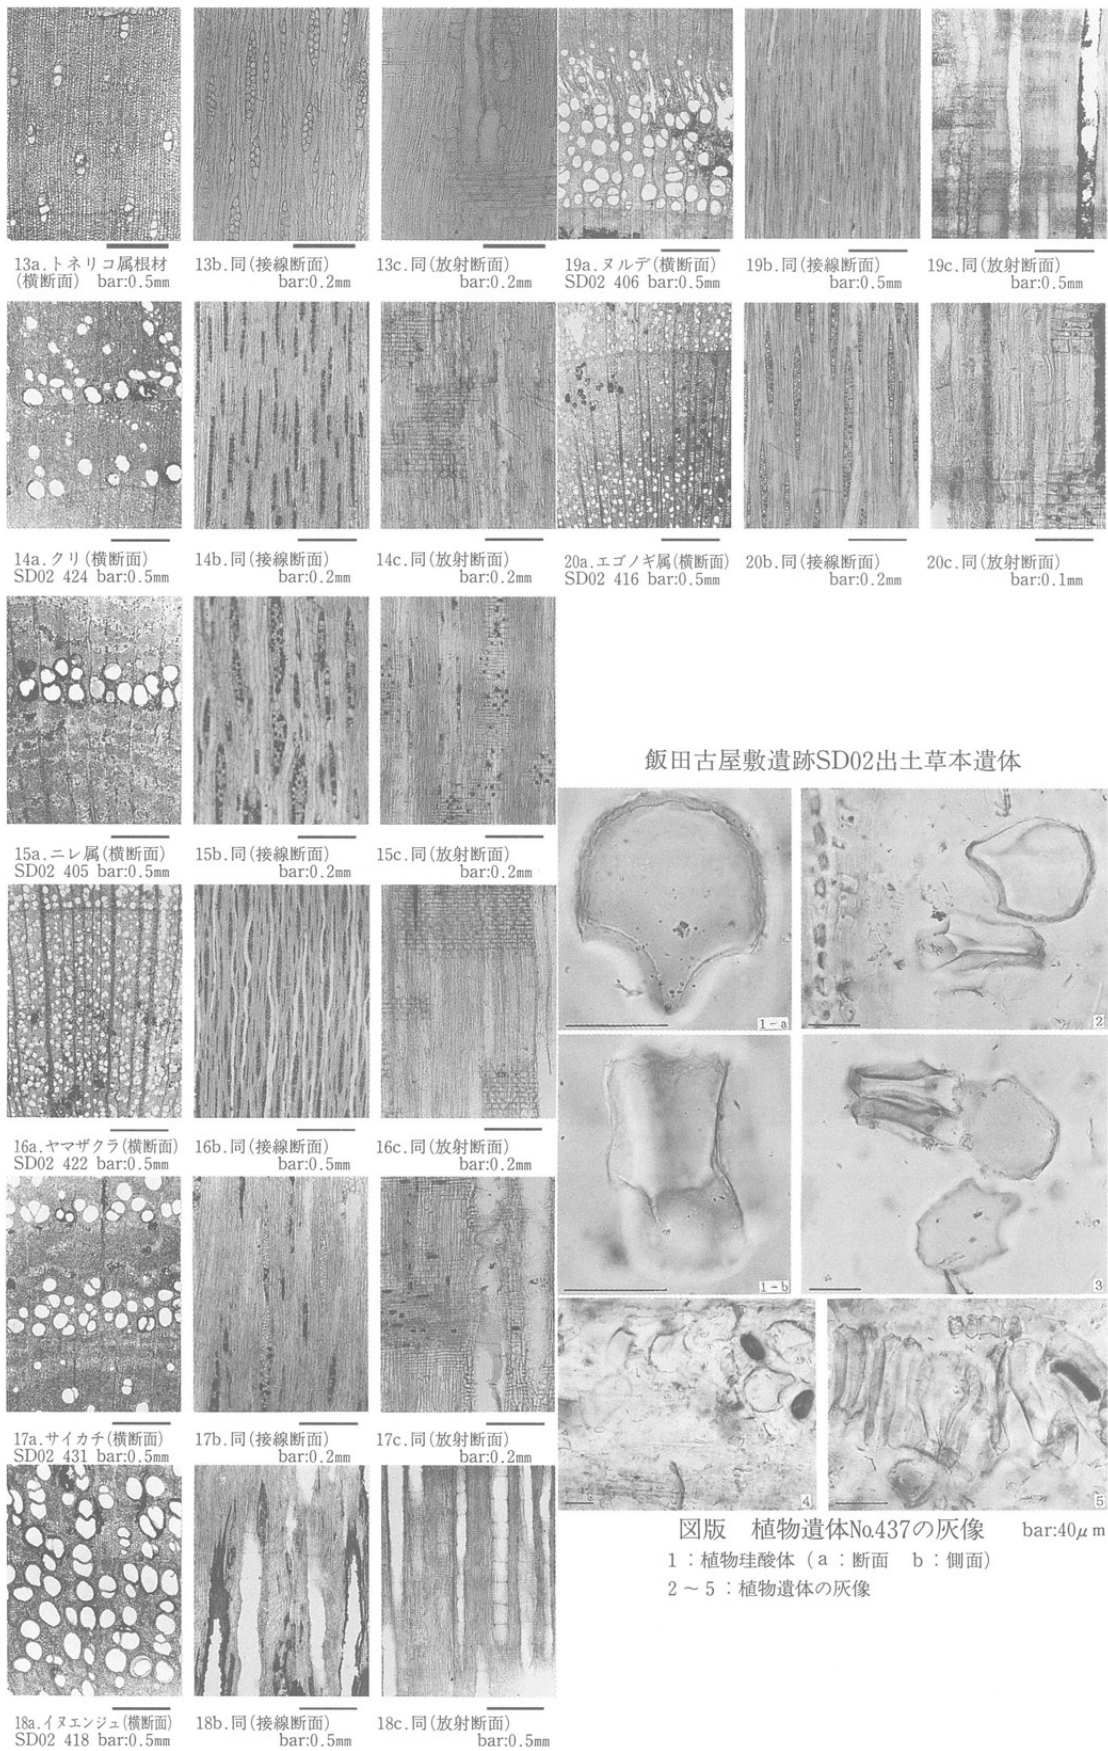 13a.トネリコ属根材
(横断面) bar:0.5mm
13b.同(接線断面)
bar:0.2mm
13c.同(放射断面)
bar:0.2mm
14a.クリ(横断面)
SD02 424 bar:0.5mm
14b.同(接線断面)
bar:0.2mm
14c.同(放射断面)
bar:0.2mm
15a.ニレ属(横断面)
SD02 405 bar:0.5mm
15b.同(接線断面)
bar:0.2mm
15c.同(放射断面)
bar:0.2mm
16a.ヤマザクラ(横断面)
SD02 422 bar:0.5mm
16b.同(接線断面)
bar:0.5mm
16c.同(放射断面)
bar:0.2mm
17a.サイカチ(横断面)
SD02 431 bar:0.5mm
17b.同(接線断面)
bar:0.2mm
17c.同(放射断面)
bar:0.2mm
18a.イヌエンジュ(横断面)
SD02 418 bar:0.5mm
18b.同(接線断面)
bar:0.5mm
18c.同(放射断面)
bar:0.5mm
19a.ヌルデ(横断面)
SD02 406 bar:0.5mm
19b.同(接線断面)
bar:0.5mm
19c.同(放射断面)
bar:0.5mm
20a.エゴノギ属(横断面)
SD02 416 bar:0.5mm
20b.同(接線断面)
bar:0.2mm
20c.同(放射断面)
bar:0.1mm
飯田古屋敷遺跡SD02出土草本遺体
1-a
2
1-b
3
4
5
図版 植物遺体No.437の灰像 bar:40μm
1：植物珪酸体（a：断面 b：側面）
2～5：植物遺体の灰像